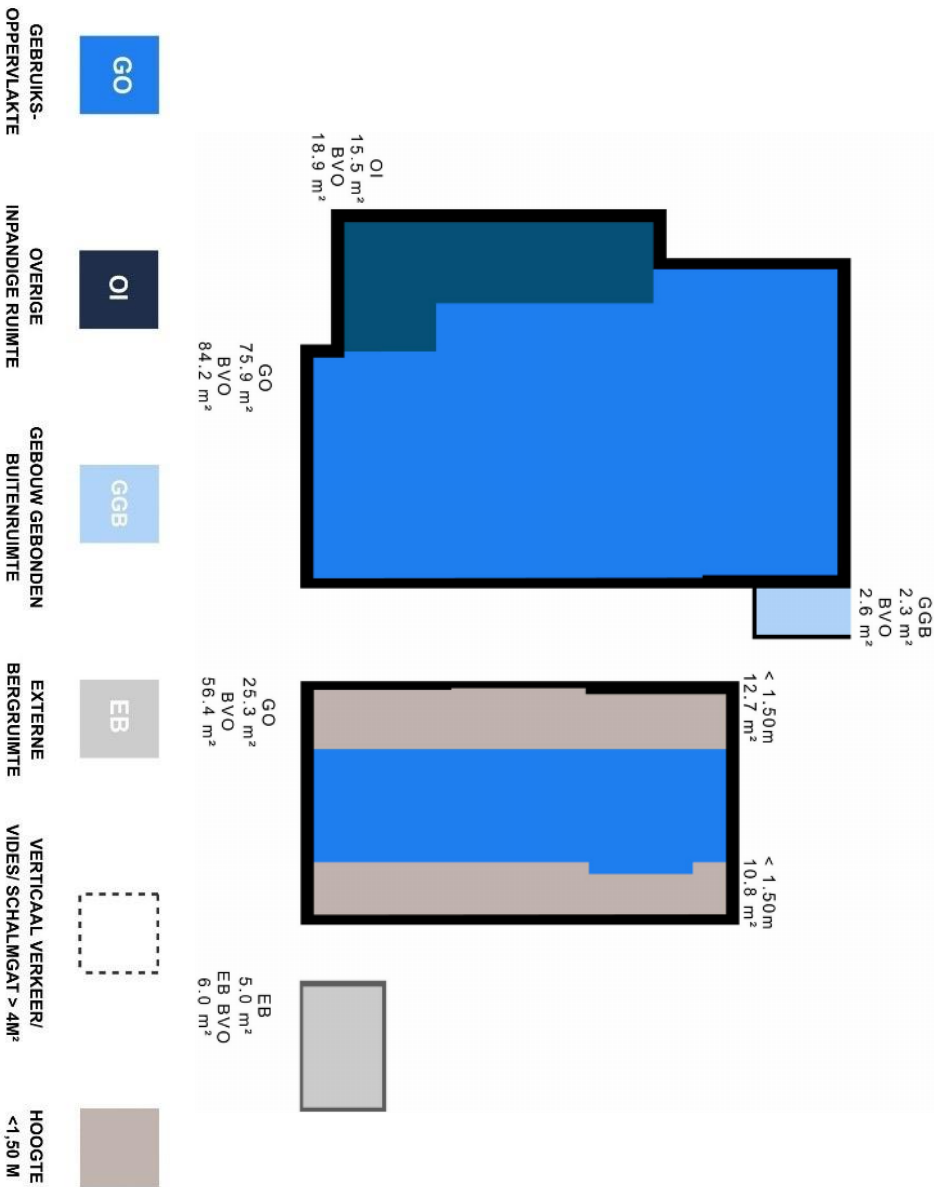 OI
15.5 m²
BVO
18.9 m²
GO
75.9 m²
BVO
84.2 m²
GGB
2.3 m²
BVO
2.6 m²
GO
25.3 m²
BVO
56.4 m²
< 1.50m
12.7 m²
< 1.50m
10.8 m²
EB
5.0 m²
EB BVO
6.0 m²
GO
GEBRUIKS-
OPPERVLAKTE
OI
OVERIGE
INPANDIGE RUIMTE
GGB
GEBOUW GEBONDEN
BUITENRUIMTE
EB
EXTERNE
BERGRUIMTE
VERTICAAL VERKEER/
VIDES/ SCHALMGAT > 4M²
HOOGTE
<1,50 M